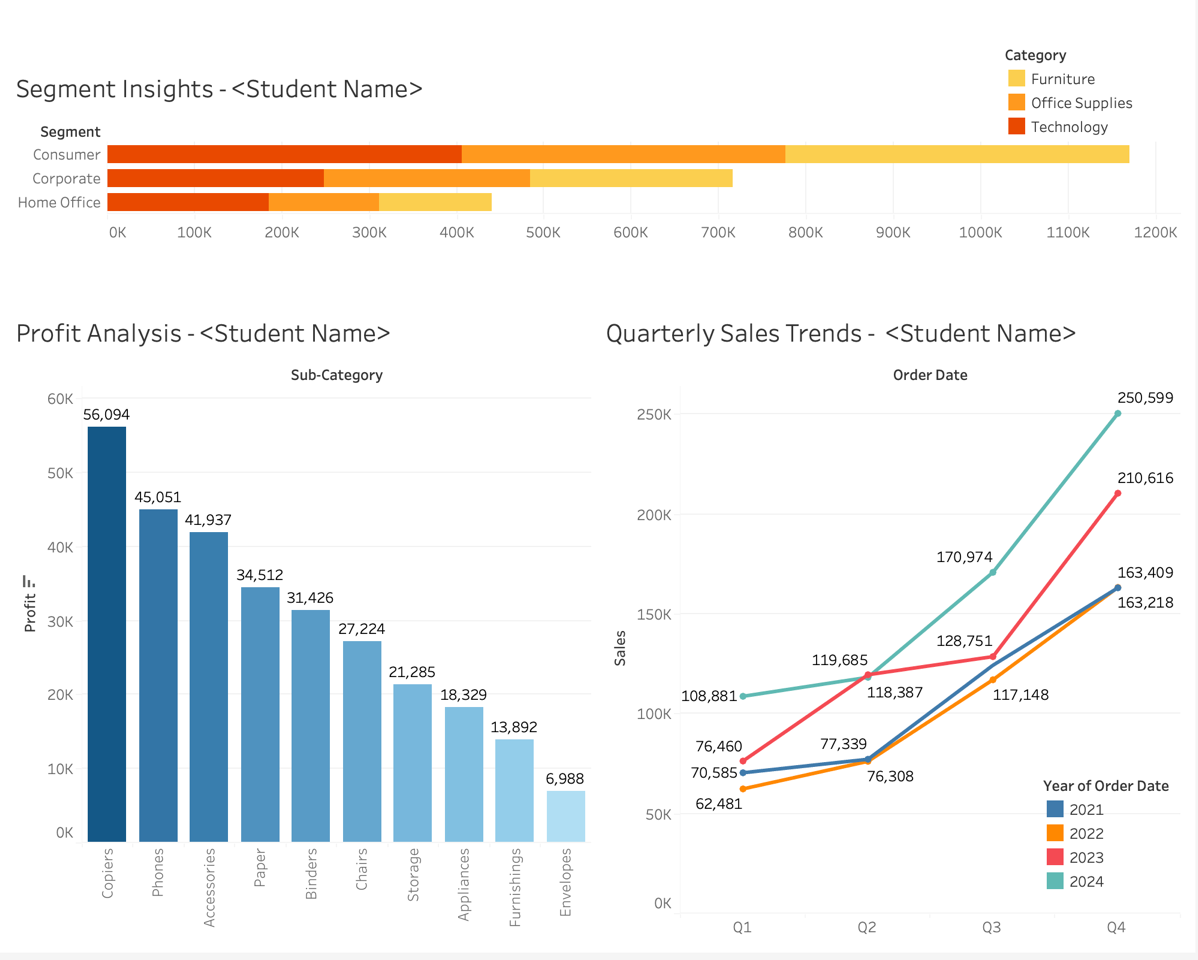 Category
Furniture
Office Supplies
Technology
Segment Insights - <Student Name>
Segment
Consumer
Corporate
Home Office
0K 100K 200K 300K 400K 500K 600K 700K 800K 900K 1000K 1100K 1200K
Profit Analysis - <Student Name>
Sub-Category
60K
50K
40K
30K
20K
10K
0K
Profit
56,094
45,051
41,937
34,512
31,426
27,224
21,285
18,329
13,892
6,988
Copiers
Phones
Accessories
Paper
Binders
Chairs
Storage
Appliances
Furnishings
Envelopes
Quarterly Sales Trends - <Student Name>
Order Date
250K
200K
150K
100K
50K
0K
Sales
250,599
210,616
170,974
163,409
163,218
128,751
119,685
118,387
117,148
108,881
77,339
76,460
76,308
70,585
62,481
Year of Order Date
2021
2022
2023
2024
Q1 Q2 Q3 Q4